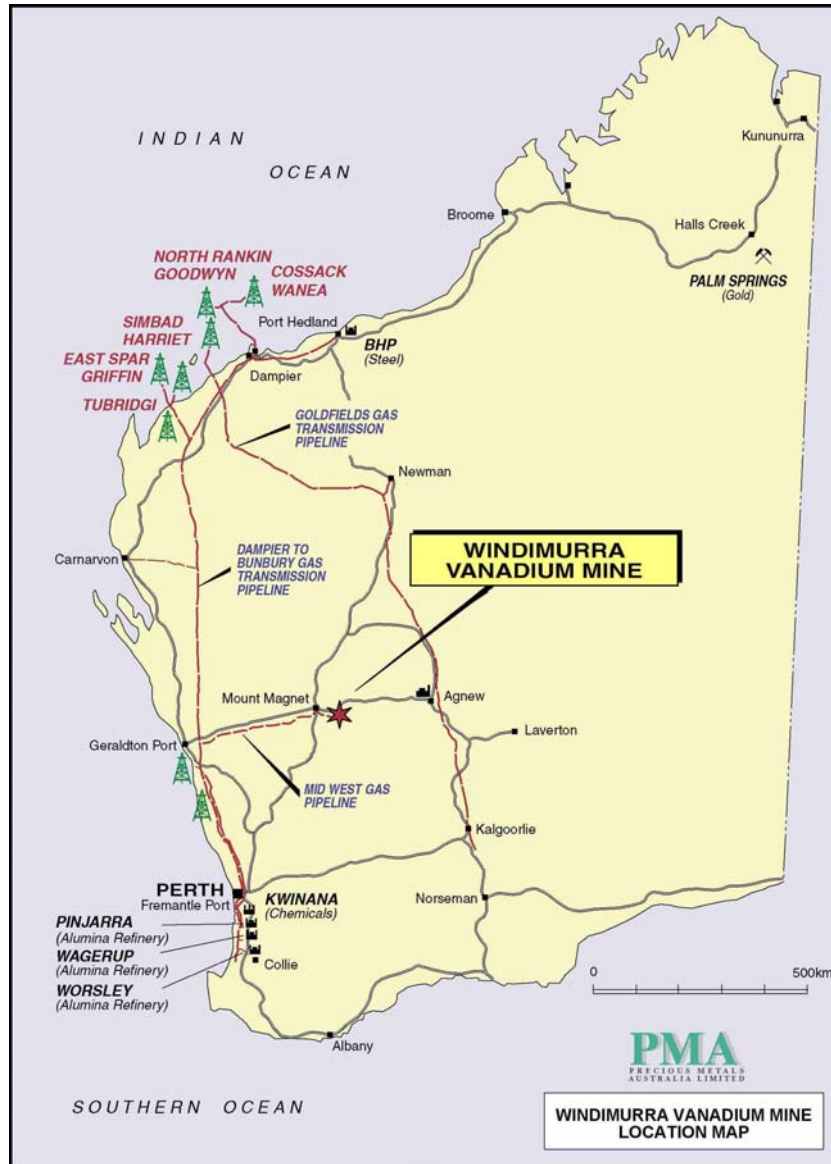 INDIAN
OCEAN
Kununurra
Broome
Halls Creek
PALM SPRINGS
(Gold)
NORTH RANKIN
GOODWYN
COSSACK
WANEA
SIMBAD
HARRIET
Port Hedland
BHP
(Steel)
EAST SPAR
GRIFFIN
Dampier
TUBRIDGI
GOLDFIELDS GAS
TRANSMISSION
PIPELINE
Newman
WINDIMURRA
VANADIUM MINE
Carnarvon
DAMPIER TO
BUNBURY GAS
TRANSMISSION
PIPELINE
Mount Magnet
Agnew
Laverton
Geraldton Port
MID WEST GAS
PIPELINE
Kalgoorlie
PERTH
Fremantle Port
KWINANA
(Chemicals)
Norseman
PINJARRA
(Alumina Refinery)
WAGERUP
(Alumina Refinery)
WORSLEY
(Alumina Refinery)
Collie
0 500km
Albany
PMA
PRECIOUS METALS
AUSTRALIA LIMITED
SOUTHERN OCEAN
WINDIMURRA VANADIUM MINE
LOCATION MAP